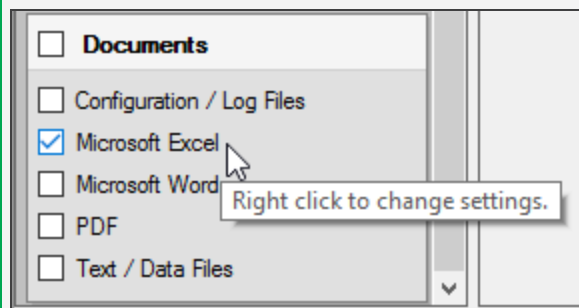 Documents
Configuration / Log Files
Microsoft Excel
Microsoft Word
Right click to change settings.
PDF
Text / Data Files